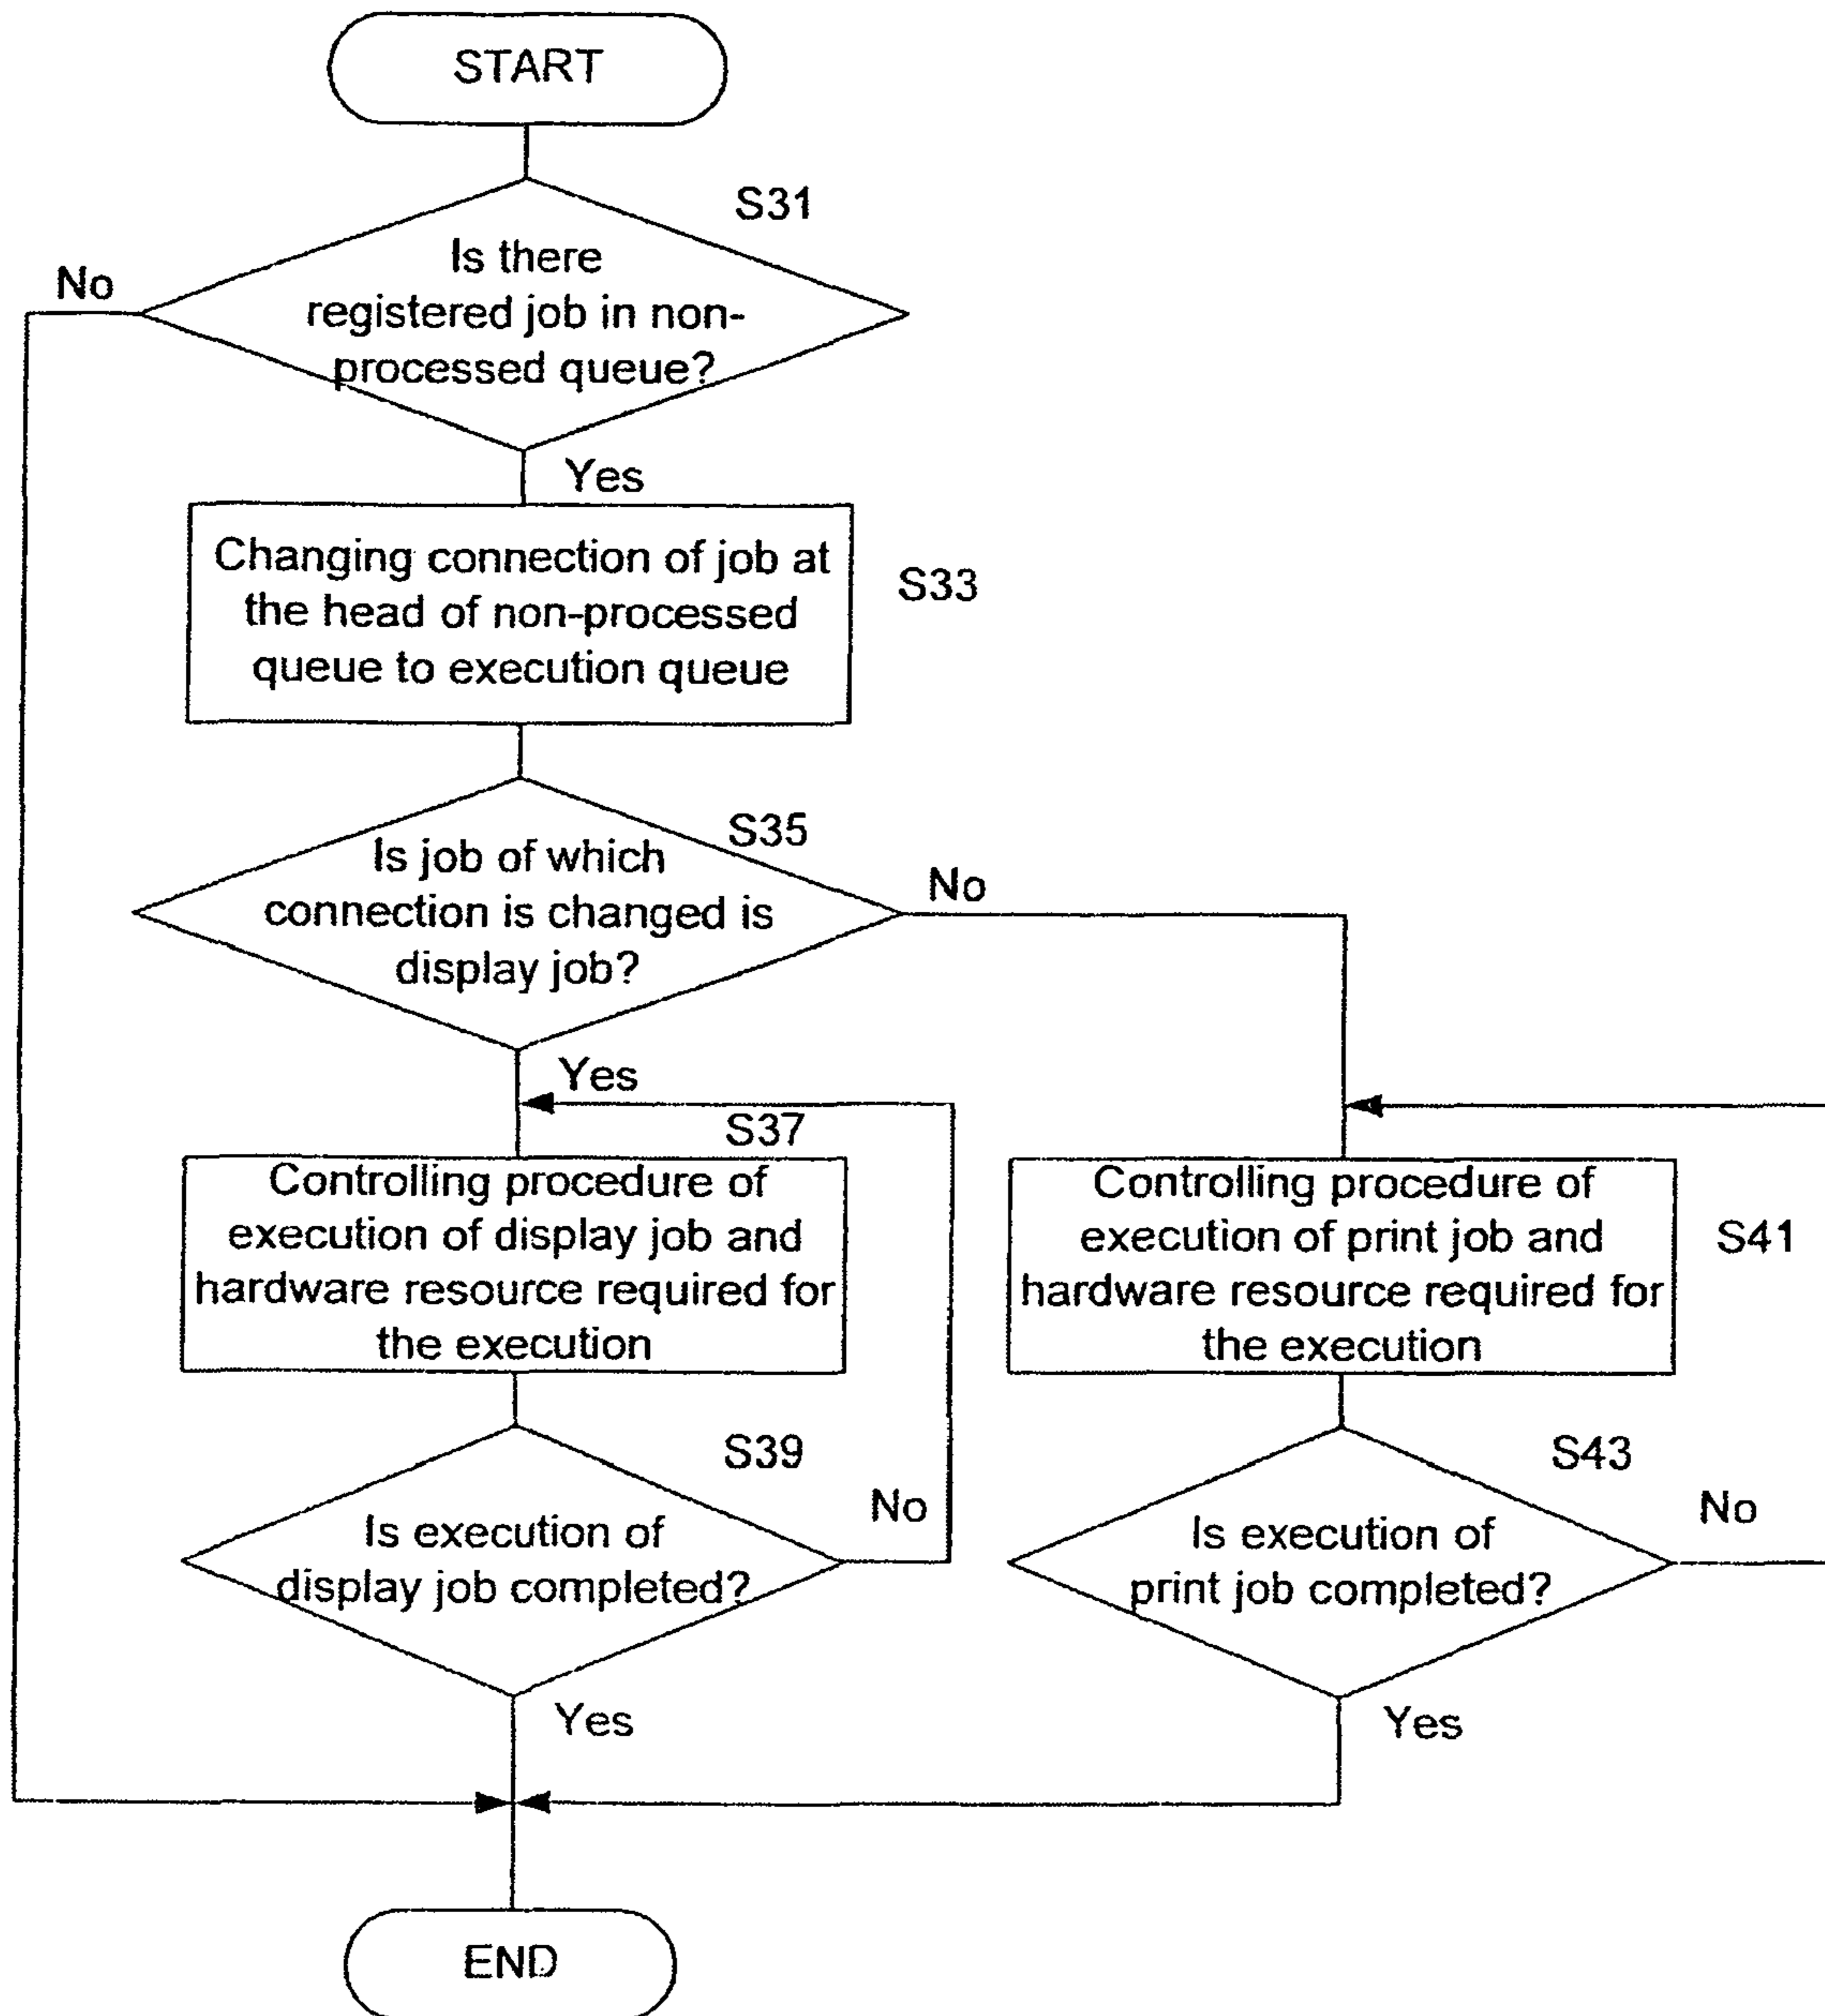 START
S31
Is there
registered job in non-
processed queue?
No
Yes
Changing connection of job at
the head of non-processed
queue to execution queue
S33
S35
Is job of which
connection is changed is
display job?
No
Yes
S37
Controlling procedure of
execution of display job and
hardware resource required for
the execution
Controlling procedure of
execution of print job and
hardware resource required for
the execution
S41
S39
Is execution of
display job completed?
No
Yes
S43
Is execution of
print job completed?
No
Yes
END